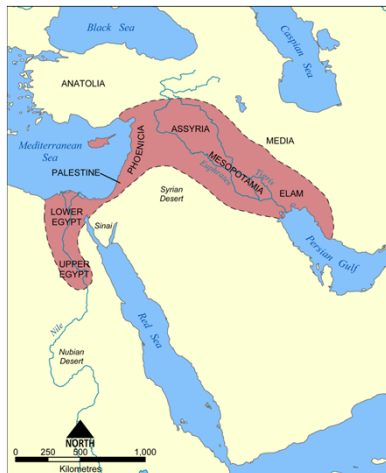 Black Sea
Caspian
Sea
ANATOLIA
ASSYRIA
MEDIA
PHOENICIA
Mediterranean
Sea
MESOPOTAMIA
Tigris
Euphrates
PALESTINE
Syrian
Desert
ELAM
LOWER
EGYPT
Sinai
UPPER
EGYPT
Persian Gulf
Nile
Red Sea
Nubian
Desert
NORTH
0 250 500 1,000
Kilometres